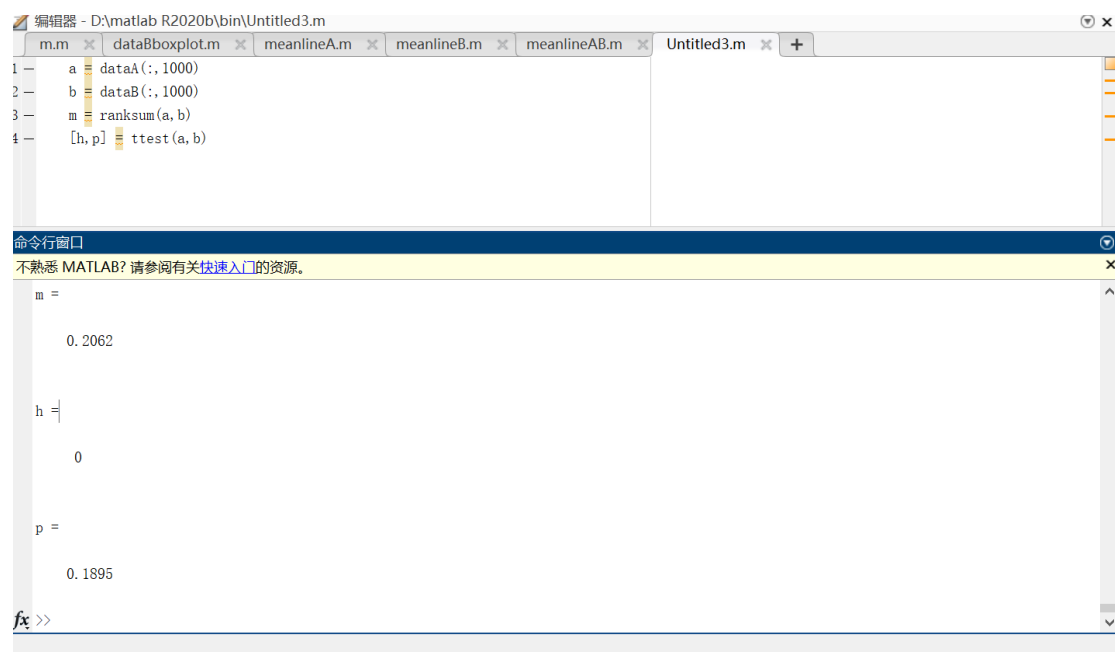 编辑器 - D:\matlab R2020b\bin\Untitled3.m
m.m dataBboxplot.m meanlineA.m meanlineB.m meanlineAB.m Untitled3.m +
1 — a = dataA(:,1000)
2 — b = dataB(:,1000)
3 — m = ranksum(a,b)
4 — [h,p] = ttest(a,b)
命令行窗口
不熟悉 MATLAB? 请参阅有关快速入门的资源。
m =
0.2062
h =
0
p =
0.1895
fx >>